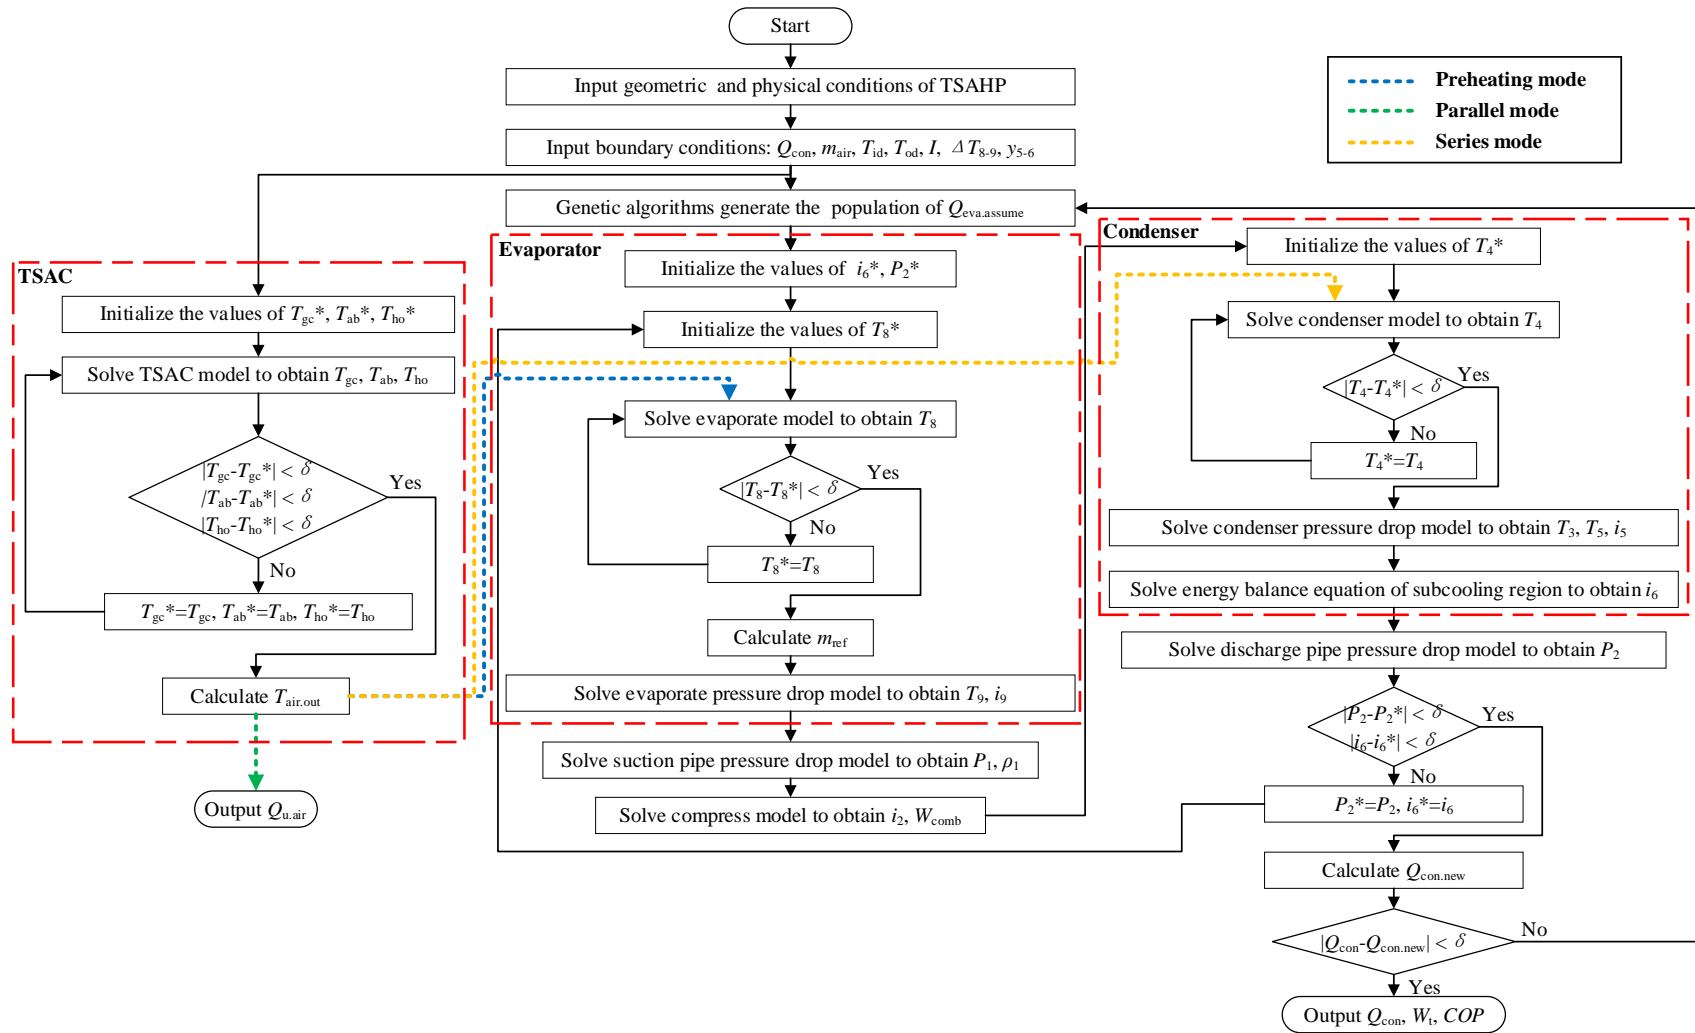 Start
Input geometric and physical conditions of TSAHP
Input boundary conditions: Qcon, mair, Tid, Tod, I, ΔT8-9, y5-6
Genetic algorithms generate the population of Qeva.assume
Preheating mode
Parallel mode
Series mode
TSAC
Initialize the values of Tgc*, Tab*, Tho*
Solve TSAC model to obtain Tgc, Tab, Tho
|Tgc-Tgc*| < δ
|Tab-Tab*| < δ
|Tho-Tho*| < δ
Yes
No
Tgc*=Tgc, Tab*=Tab, Tho*=Tho
Calculate Tair.out
Output Qu.air
Evaporator
Initialize the values of i6*, P2*
Initialize the values of T8*
Solve evaporate model to obtain T8
|T8-T8*| < δ
Yes
No
T8*=T8
Calculate mref
Solve evaporate pressure drop model to obtain T9, i9
Solve suction pipe pressure drop model to obtain P1, ρ1
Solve compress model to obtain i2, Wcomb
Condenser
Initialize the values of T4*
Solve condenser model to obtain T4
|T4-T4*| < δ
Yes
No
T4*=T4
Solve condenser pressure drop model to obtain T3, T5, i5
Solve energy balance equation of subcooling region to obtain i6
Solve discharge pipe pressure drop model to obtain P2
|P2-P2*| < δ
|i6-i6*| < δ
Yes
No
P2*=P2, i6*=i6
Calculate Qcon.new
|Qcon-Qcon.new| < δ
No
Yes
Output Qcon, Wt, COP